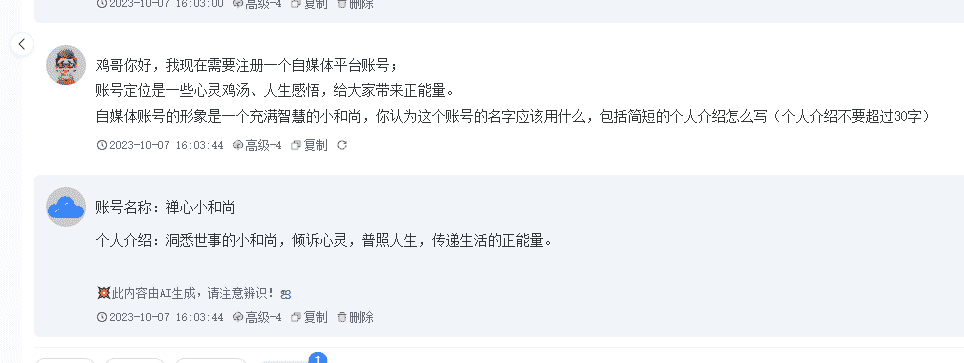 2023-10-07 16:03:00 高级-4 复制 删除
鸡哥你好，我现在需要注册一个自媒体平台账号；
账号定位是一些心灵鸡汤、人生感悟，给大家带来正能量。
自媒体账号的形象是一个充满智慧的小和尚，你认为这个账号的名字应该用什么，包括简短的个人介绍怎么写（个人介绍不要超过30字）
2023-10-07 16:03:44 高级-4 复制
账号名称：禅心小和尚
个人介绍：洞悉世事的小和尚，倾诉心灵，普照人生，传递生活的正能量。
此内容由AI生成，请注意辨识！
2023-10-07 16:03:44 高级-4 复制 删除
1